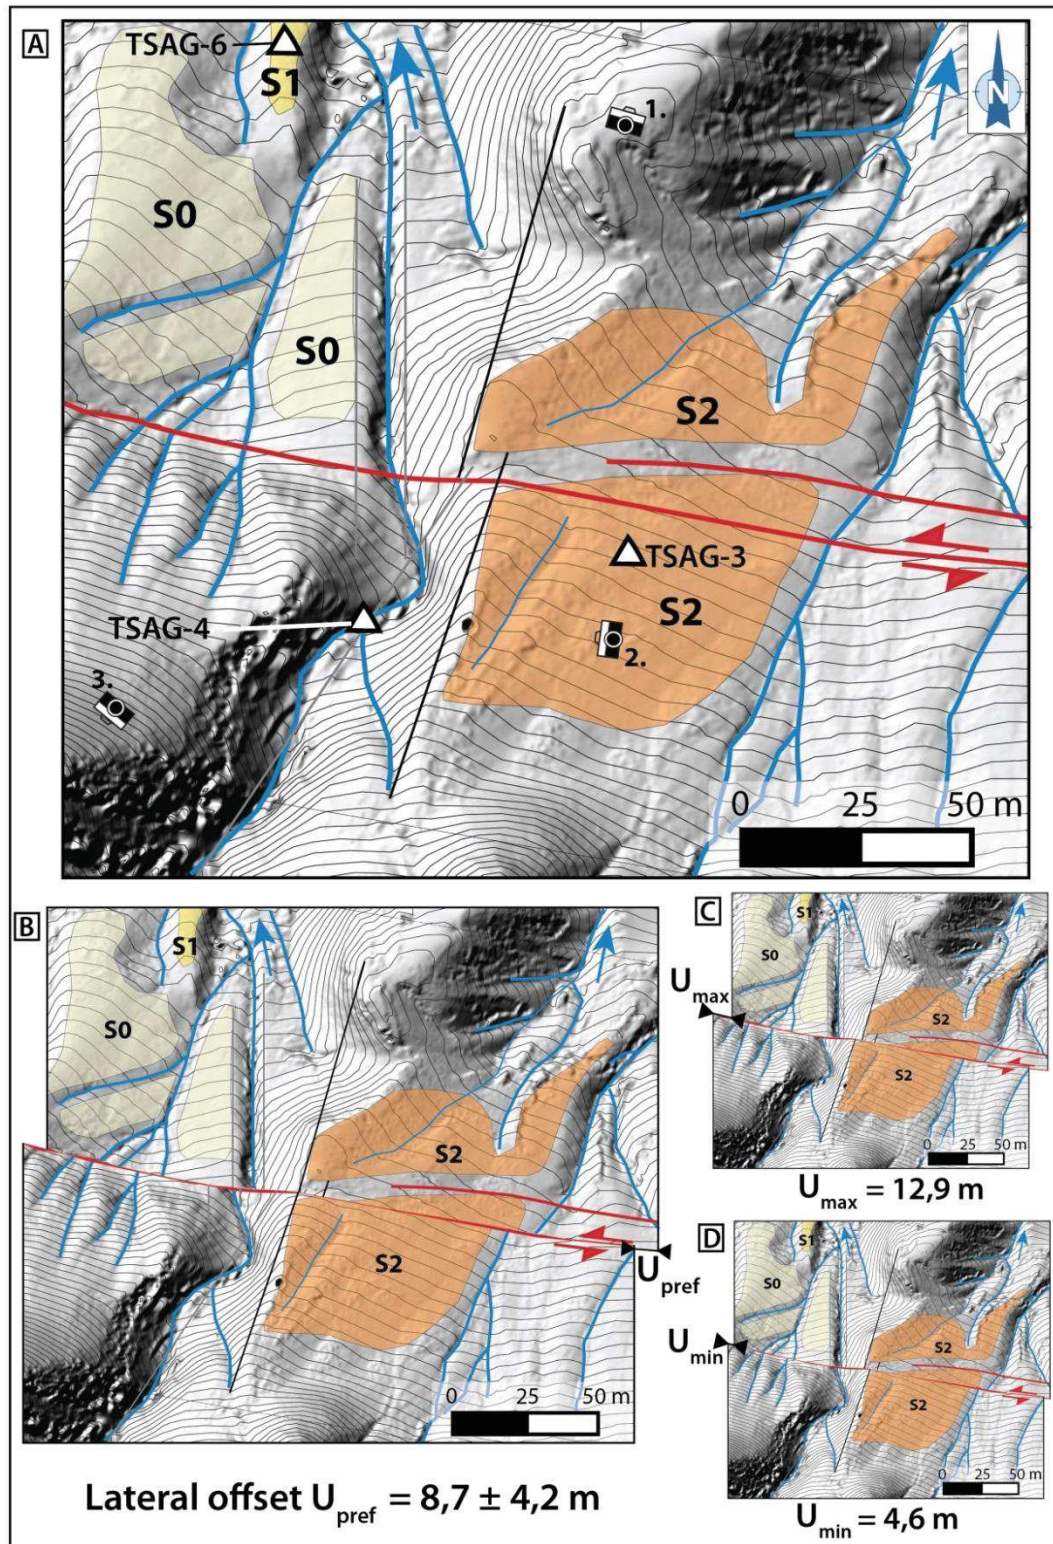 A
TSAG-6
S1
N
1.
S0
S0
S2
TSAG-3
S2
TSAG-4
2.
3.
0 25 50 m
B
S1
S0
S2
S2
U pref
0 25 50 m
Lateral offset U pref = 8,7 ± 4,2 m
C
S1
S0
U max
S2
S2
0 25 50 m
U max = 12,9 m
D
S1
S0
U min
S2
S2
0 25 50 m
U min = 4,6 m